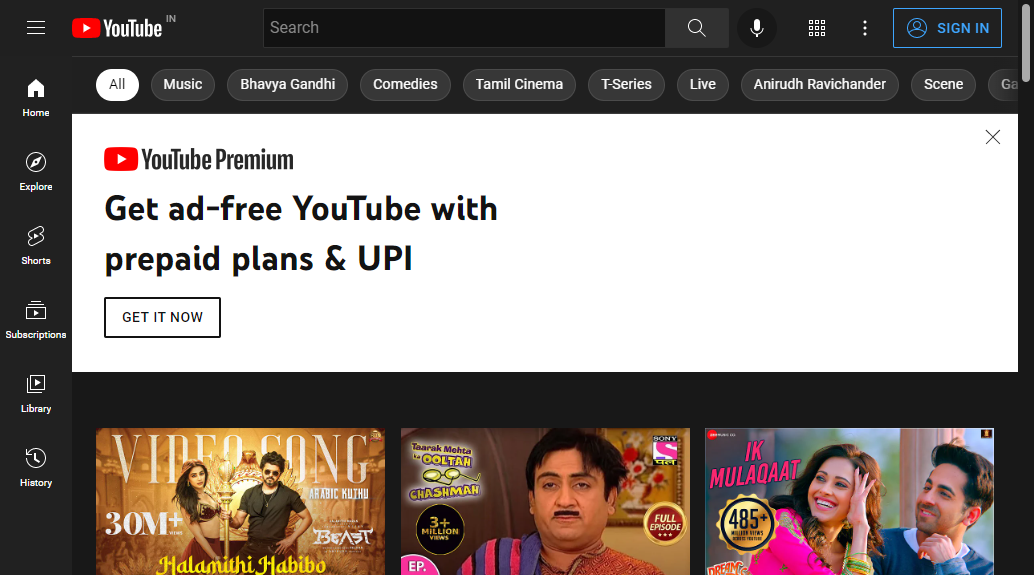 YouTube IN
Search
SIGN IN
All
Music
Bhavya Gandhi
Comedies
Tamil Cinema
T-Series
Live
Anirudh Ravichander
Scene
Ga
Home
Explore
Shorts
Subscriptions
Library
History
YouTube Premium
Get ad-free YouTube with
prepaid plans & UPI
GET IT NOW
VIDEO SONG
ARABIC KUTHU
30M+
VIEWS
BEAST
Halamithi Habibo
Taarak Mehta
Ka OOLTAH
CHASHMAH
3+
MILLION
VIEWS
EP.
SONY
FULL
EPISODE
IK
MULAQAAT
485+
MILLION VIEWS
DREAM